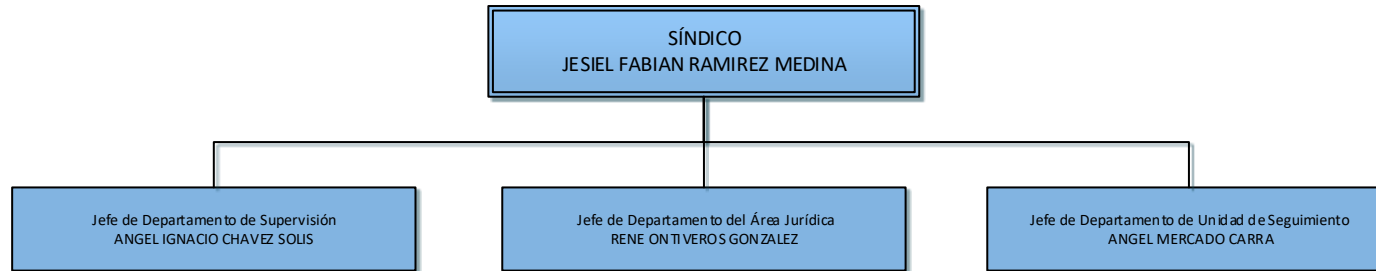 SÍNDICO
JESIEL FABIAN RAMIREZ MEDINA
Jefe de Departamento de Supervisión
ANGEL IGNACIO CHAVEZ SOLIS
Jefe de Departamento del Área Jurídica
RENE ONTIVEROS GONZALEZ
Jefe de Departamento de Unidad de Seguimiento
ANGEL MERCADO CARRA